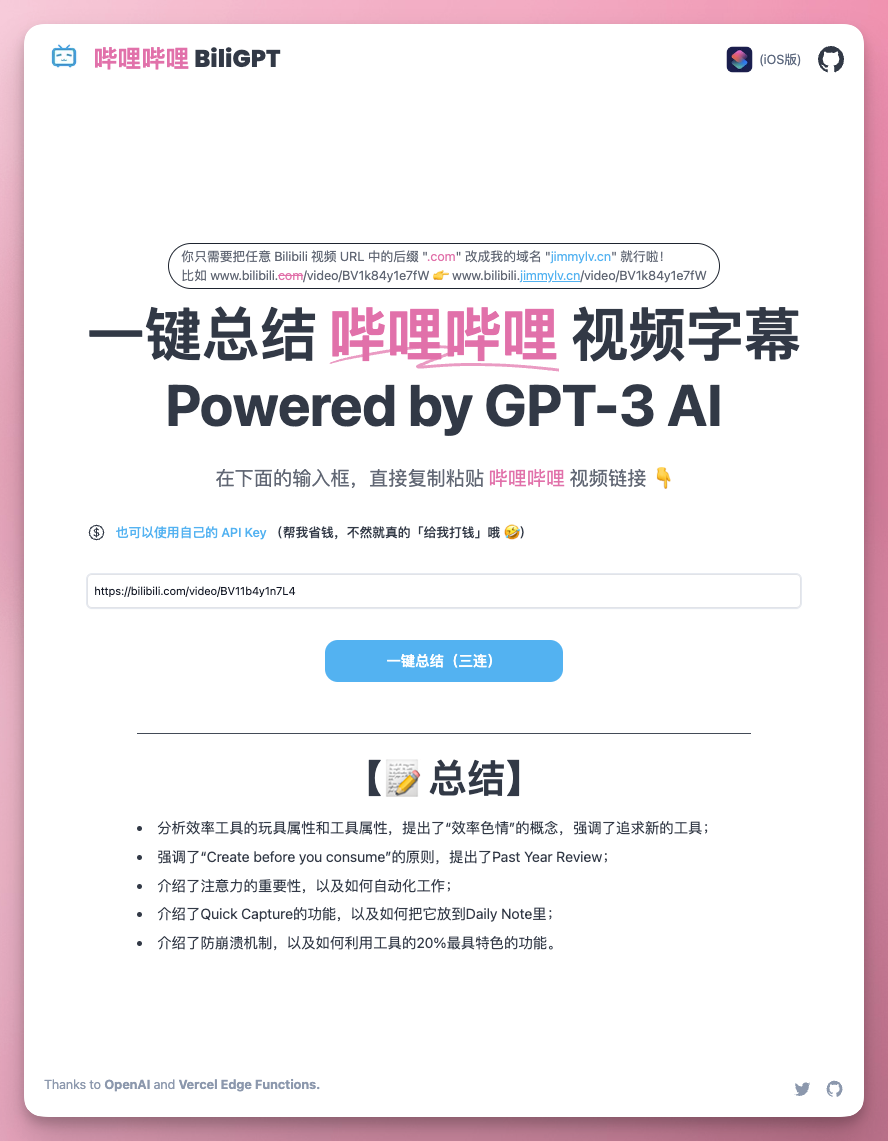 哔哩哔哩 BiliGPT
(iOS版)
你只需要把任意 Bilibili 视频 URL 中的后缀 ".com" 改成我的域名 "jimmylv.cn" 就行啦！
比如 www.bilibili.com/video/BV1k84y1e7fW 👉 www.bilibili.jimmylv.cn/video/BV1k84y1e7fW
一键总结 哔哩哔哩 视频字幕
Powered by GPT-3 AI
在下面的输入框，直接复制粘贴 哔哩哔哩 视频链接 👇
也可以使用自己的 API Key （帮我省钱，不然就真的「给我打钱」哦 🤣）
https://bilibili.com/video/BV11b4y1n7L4
一键总结（三连）
【📝 总结】
• 分析效率工具的玩具属性和工具属性，提出了“效率色情”的概念，强调了追求新的工具；
• 强调了“Create before you consume”的原则，提出了Past Year Review；
• 介绍了注意力的重要性，以及如何自动化工作；
• 介绍了Quick Capture的功能，以及如何把它放到Daily Note里；
• 介绍了防崩溃机制，以及如何利用工具的20%最具特色的功能。
Thanks to OpenAI and Vercel Edge Functions.